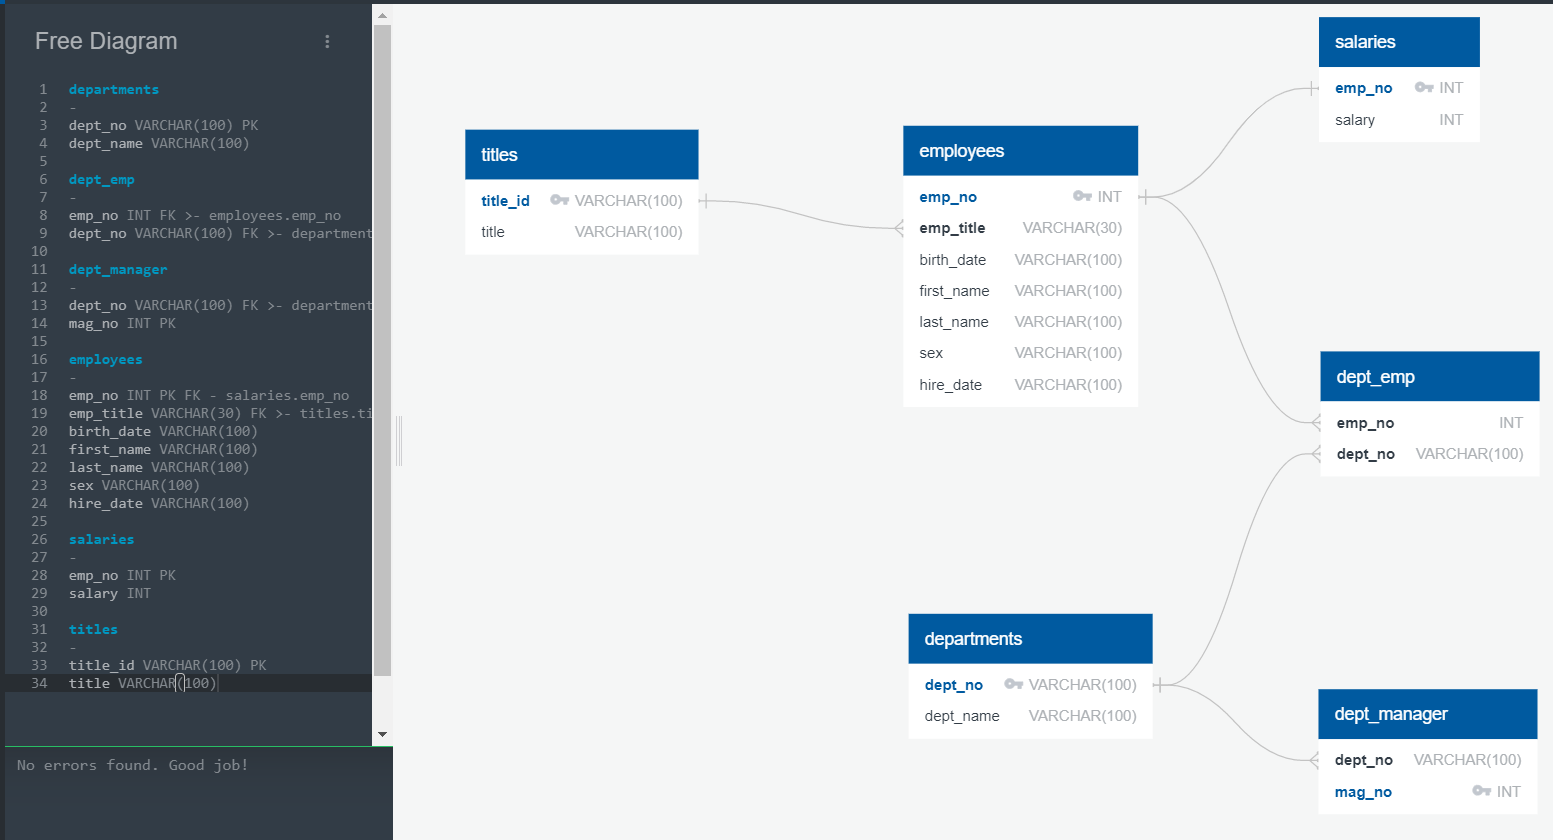 Free Diagram
1 departments
2 -
3 dept_no VARCHAR(100) PK
4 dept_name VARCHAR(100)
5
6 dept_emp
7 -
8 emp_no INT FK >- employees.emp_no
9 dept_no VARCHAR(100) FK >- department
10
11 dept_manager
12 -
13 dept_no VARCHAR(100) FK >- department
14 mag_no INT PK
15
16 employees
17 -
18 emp_no INT PK FK - salaries.emp_no
19 emp_title VARCHAR(30) FK >- titles.ti
20 birth_date VARCHAR(100)
21 first_name VARCHAR(100)
22 last_name VARCHAR(100)
23 sex VARCHAR(100)
24 hire_date VARCHAR(100)
25
26 salaries
27 -
28 emp_no INT PK
29 salary INT
30
31 titles
32 -
33 title_id VARCHAR(100) PK
34 title VARCHAR(100)
No errors found. Good job!
titles
title_id VARCHAR(100)
title VARCHAR(100)
employees
emp_no INT
emp_title VARCHAR(30)
birth_date VARCHAR(100)
first_name VARCHAR(100)
last_name VARCHAR(100)
sex VARCHAR(100)
hire_date VARCHAR(100)
salaries
emp_no INT
salary INT
dept_emp
emp_no INT
dept_no VARCHAR(100)
departments
dept_no VARCHAR(100)
dept_name VARCHAR(100)
dept_manager
dept_no VARCHAR(100)
mag_no INT